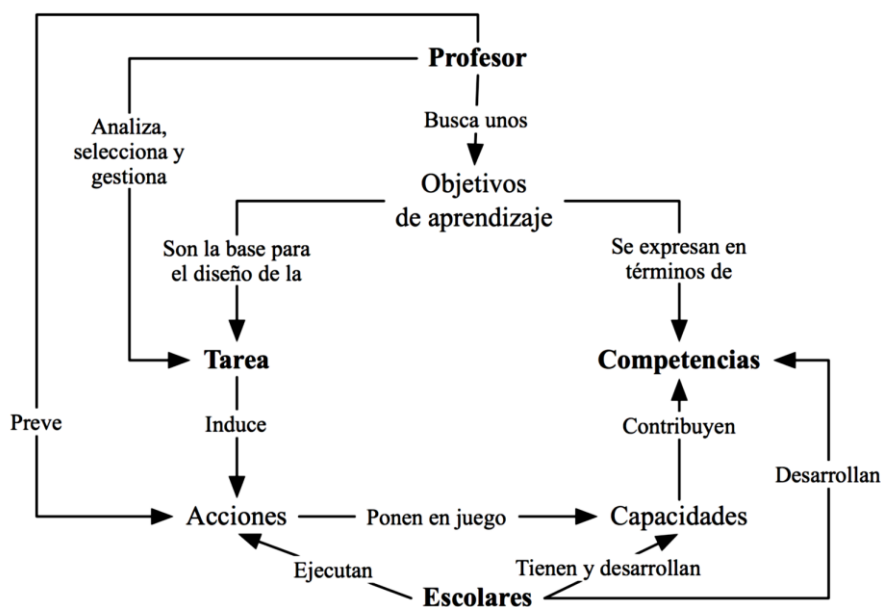 Profesor
Analiza,
selecciona y
gestiona
Busca unos
Objetivos
de aprendizaje
Son la base para
el diseño de la
Se expresan en
términos de
Tarea
Competencias
Preve
Induce
Contribuyen
Desarrollan
Acciones
Ponen en juego
Capacidades
Ejecutan
Tienen y desarrollan
Escolares